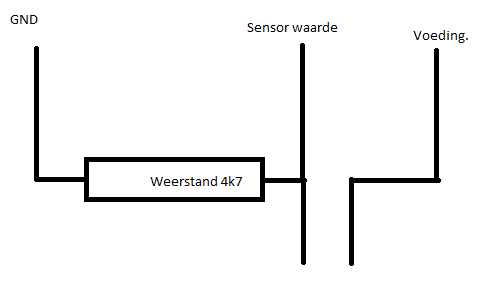 GND
Sensor waarde
Voeding.
Weerstand 4k7